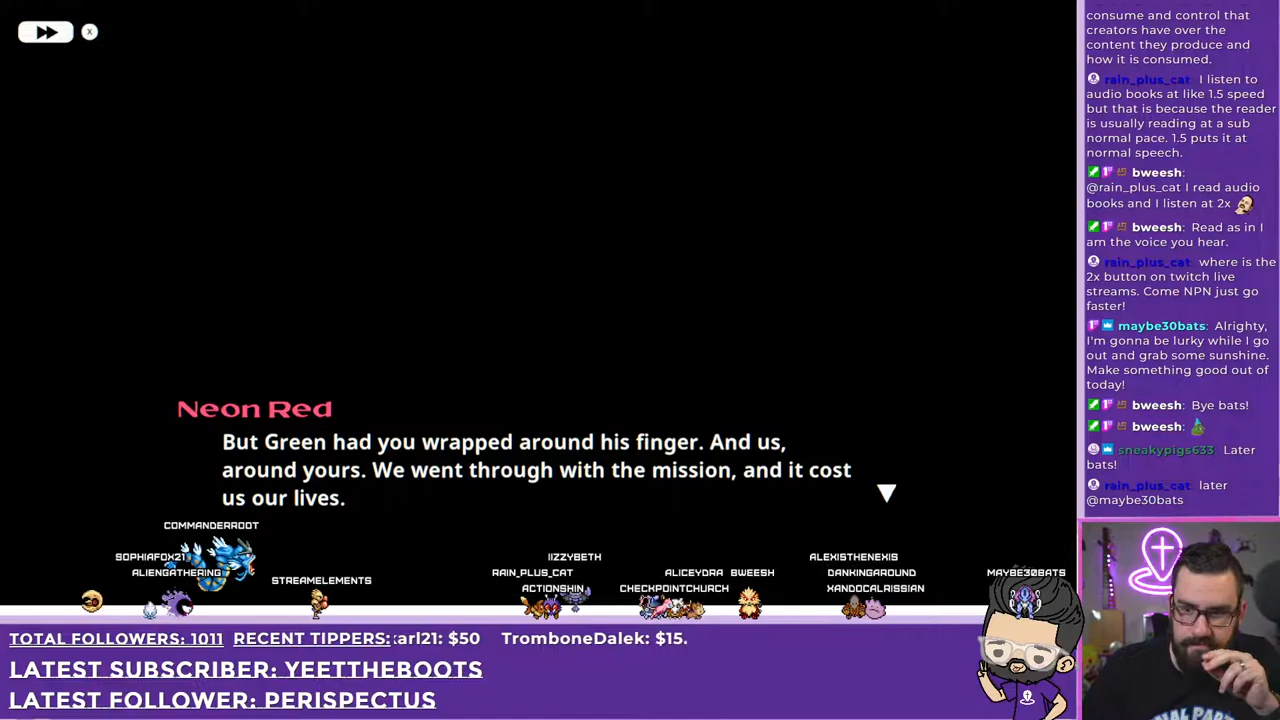 X
Neon Red
But Green had you wrapped around his finger. And us,
around yours. We went through with the mission, and it cost
us our lives.
COMMANDERROOT
SOPHIAFOX21
ALIENGATHERING
STREAMELEMENTS
IIZZYBETH
RAIN_PLUS_CAT
ACTIONSHIN
ALICEYDRA BWEESH
CHECKPOINTCHURCH
ALEXISTHENEXIS
DANKINGAROUND
XANDOCALRISSIAN
MAYBE30BATS
TOTAL FOLLOWERS: 1011 RECENT TIPPERS: arl21: $50 TromboneDalek: $15.
LATEST SUBSCRIBER: YEETTHEBOOTS
LATEST FOLLOWER: PERISPECTUS
consume and control that
creators have over the
content they produce and
how it is consumed.
rain_plus_cat: I listen to
audio books at like 1.5 speed
but that is because the reader
is usually reading at a sub
normal pace. 1.5 puts it at
normal speech.
bweesh:
@rain_plus_cat I read audio
books and I listen at 2x
bweesh: Read as in I
am the voice you hear.
rain_plus_cat: where is the
2x button on twitch live
streams. Come NPN just go
faster!
maybe30bats: Alrighty,
I'm gonna be lurky while I go
out and grab some sunshine.
Make something good out of
today!
bweesh: Bye bats!
bweesh:
sneakypigs633: Later
bats!
rain_plus_cat: later
@maybe30bats